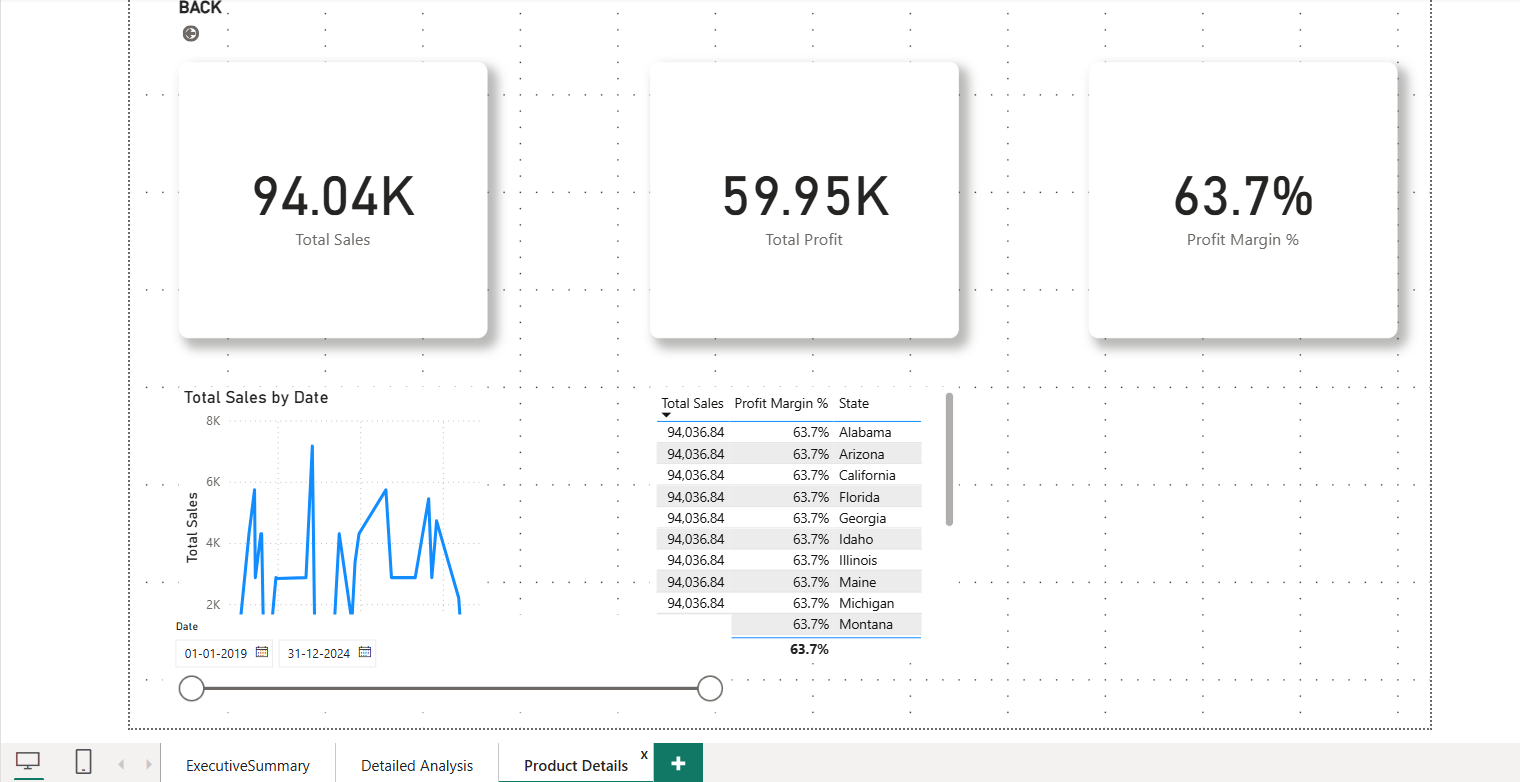 BACK
94.04K
Total Sales
59.95K
Total Profit
63.7%
Profit Margin %
Total Sales by Date
8K
6K
4K
2K
Total Sales
Total Sales Profit Margin % State
94,036.84 63.7% Alabama
94,036.84 63.7% Arizona
94,036.84 63.7% California
94,036.84 63.7% Florida
94,036.84 63.7% Georgia
94,036.84 63.7% Idaho
94,036.84 63.7% Illinois
94,036.84 63.7% Maine
94,036.84 63.7% Michigan
63.7% Montana
63.7%
Date
01-01-2019 31-12-2024
ExecutiveSummary Detailed Analysis Product Details x +